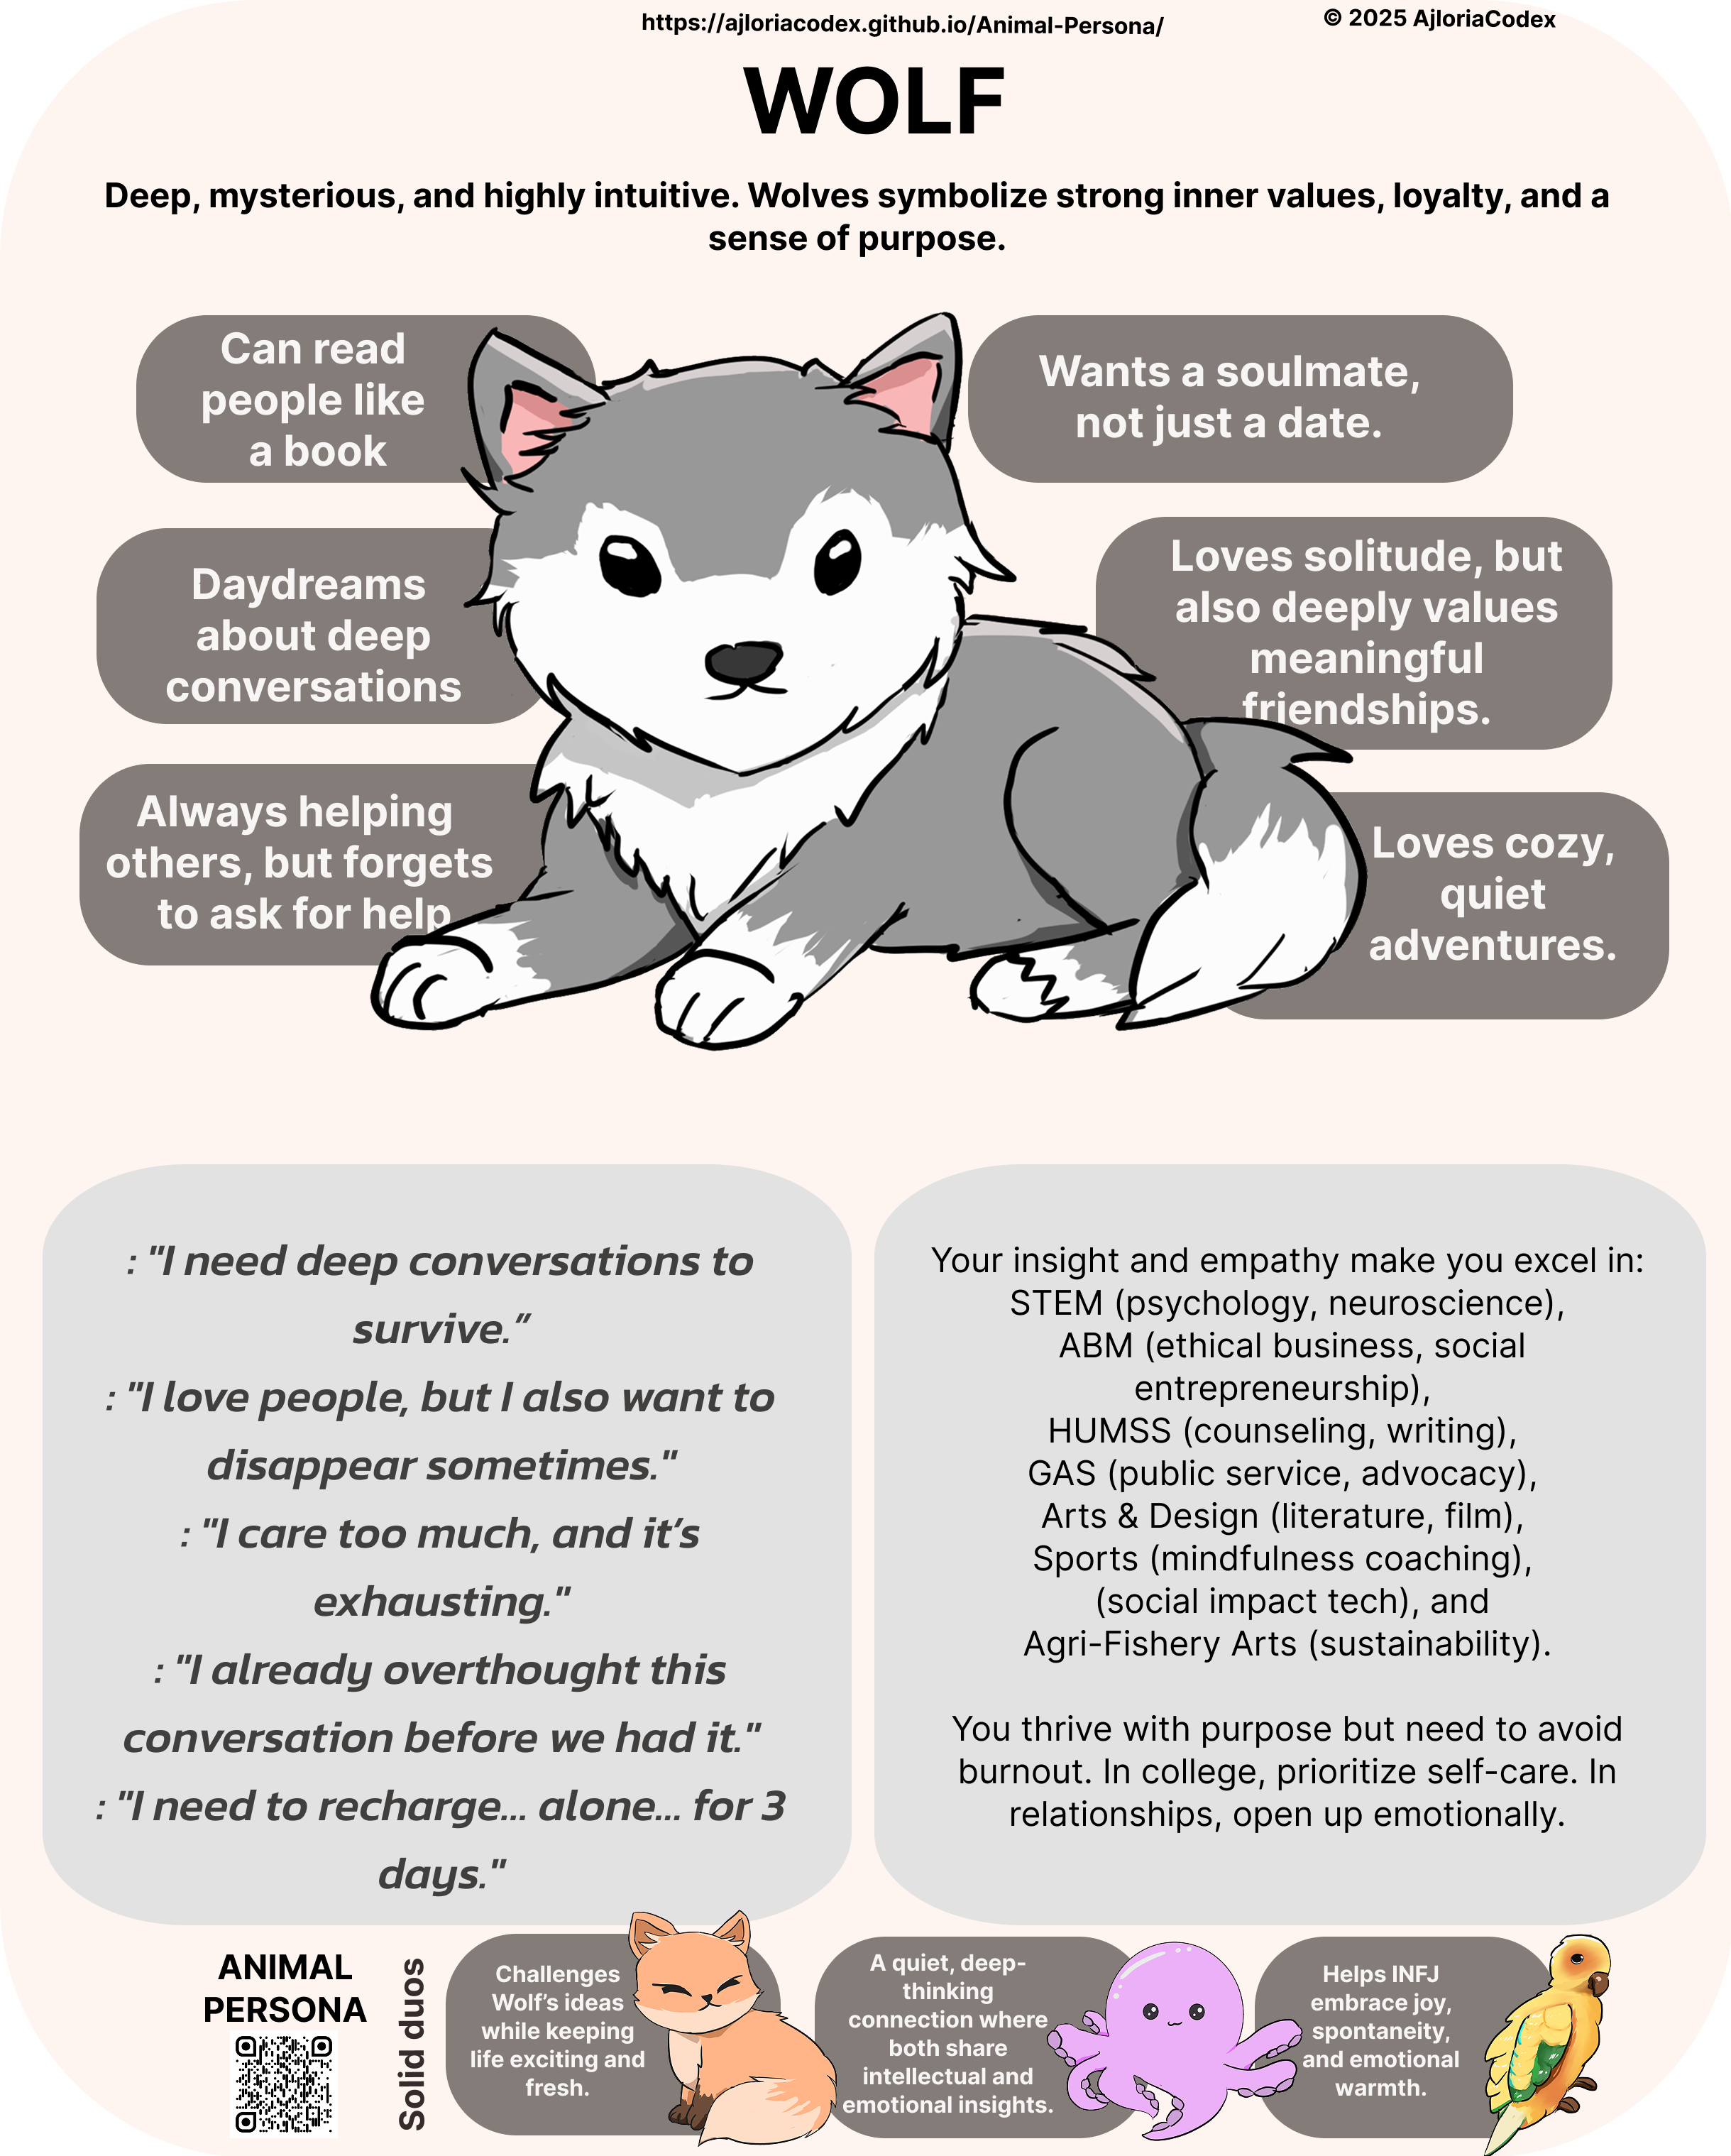 https://ajloriacodex.github.io/Animal-Persona/
© 2025 AjloriaCodex
WOLF
Deep, mysterious, and highly intuitive. Wolves symbolize strong inner values, loyalty, and a
sense of purpose.
Can read
people like
a book
Wants a soulmate,
not just a date.
Daydreams
about deep
conversations
Loves solitude, but
also deeply values
meaningful
friendships.
Always helping
others, but forgets
to ask for help
Loves cozy,
quiet
adventures.
: "I need deep conversations to
survive.”
: "I love people, but I also want to
disappear sometimes."
: "I care too much, and it’s
exhausting."
: "I already overthought this
conversation before we had it."
: "I need to recharge... alone... for 3
days."
Your insight and empathy make you excel in:
STEM (psychology, neuroscience),
ABM (ethical business, social
entrepreneurship),
HUMSS (counseling, writing),
GAS (public service, advocacy),
Arts & Design (literature, film),
Sports (mindfulness coaching),
(social impact tech), and
Agri-Fishery Arts (sustainability).
You thrive with purpose but need to avoid
burnout. In college, prioritize self-care. In
relationships, open up emotionally.
ANIMAL
PERSONA
Solid duos
Challenges
Wolf’s ideas
while keeping
life exciting and
fresh.
A quiet, deep-
thinking
connection where
both share
intellectual and
emotional insights.
Helps INFJ
embrace joy,
spontaneity,
and emotional
warmth.